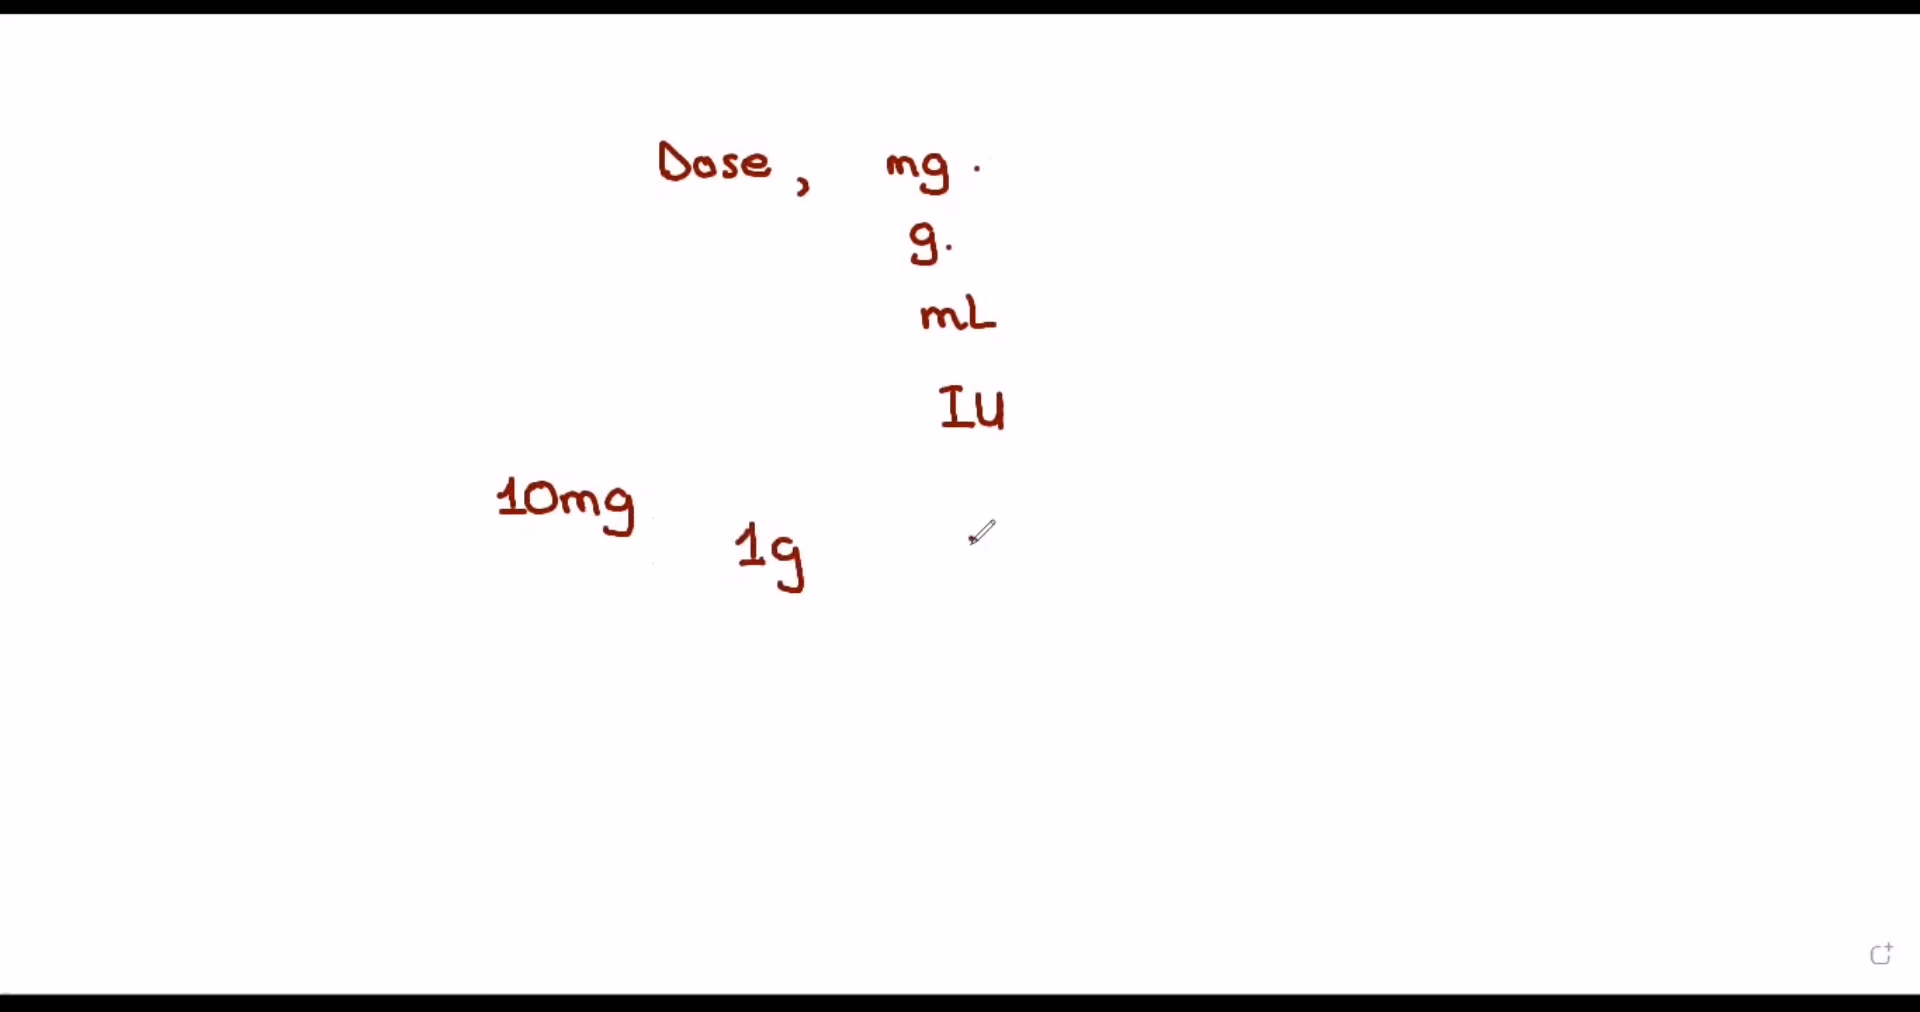 Dose, mg.
g.
mL
IU
10mg
1g